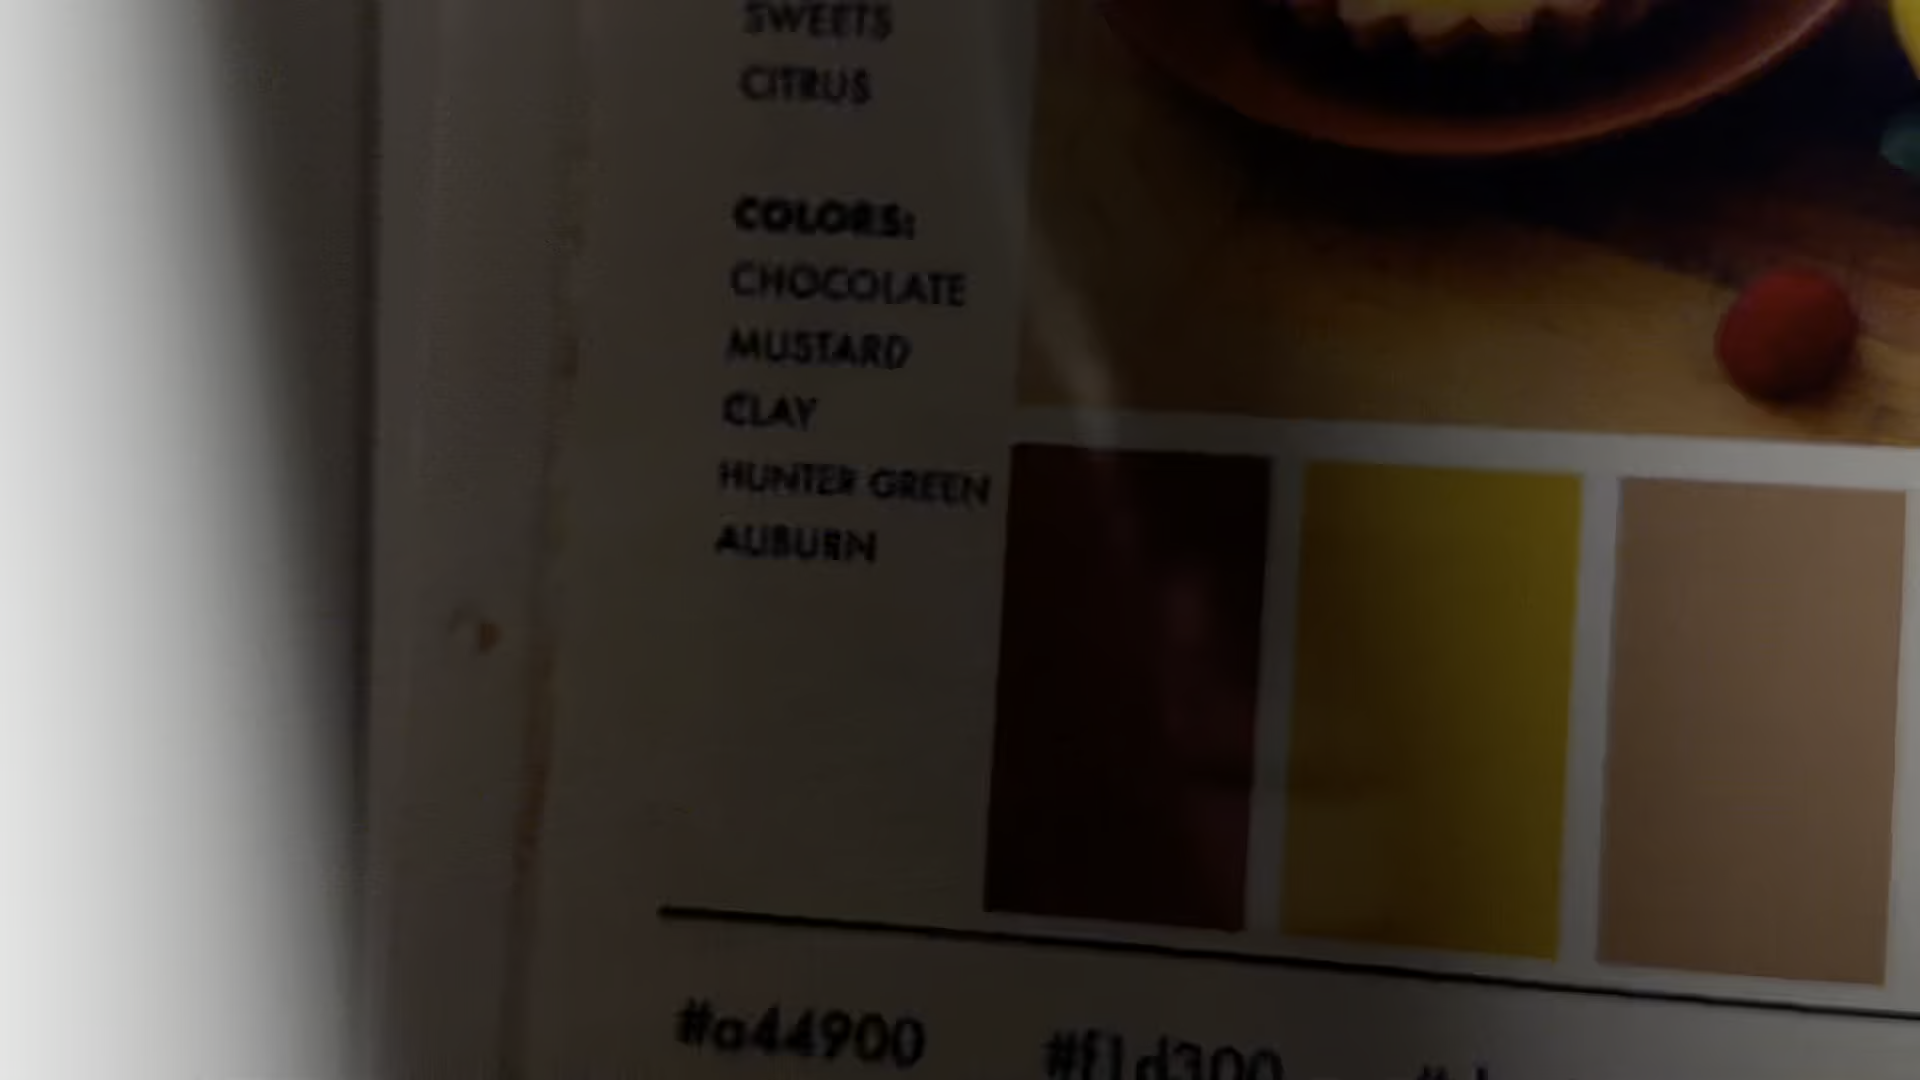 SWEETS
CITRUS
COLORS:
CHOCOLATE
MUSTARD
CLAY
HUNTER GREEN
AUBURN
#a44900
#f1d300